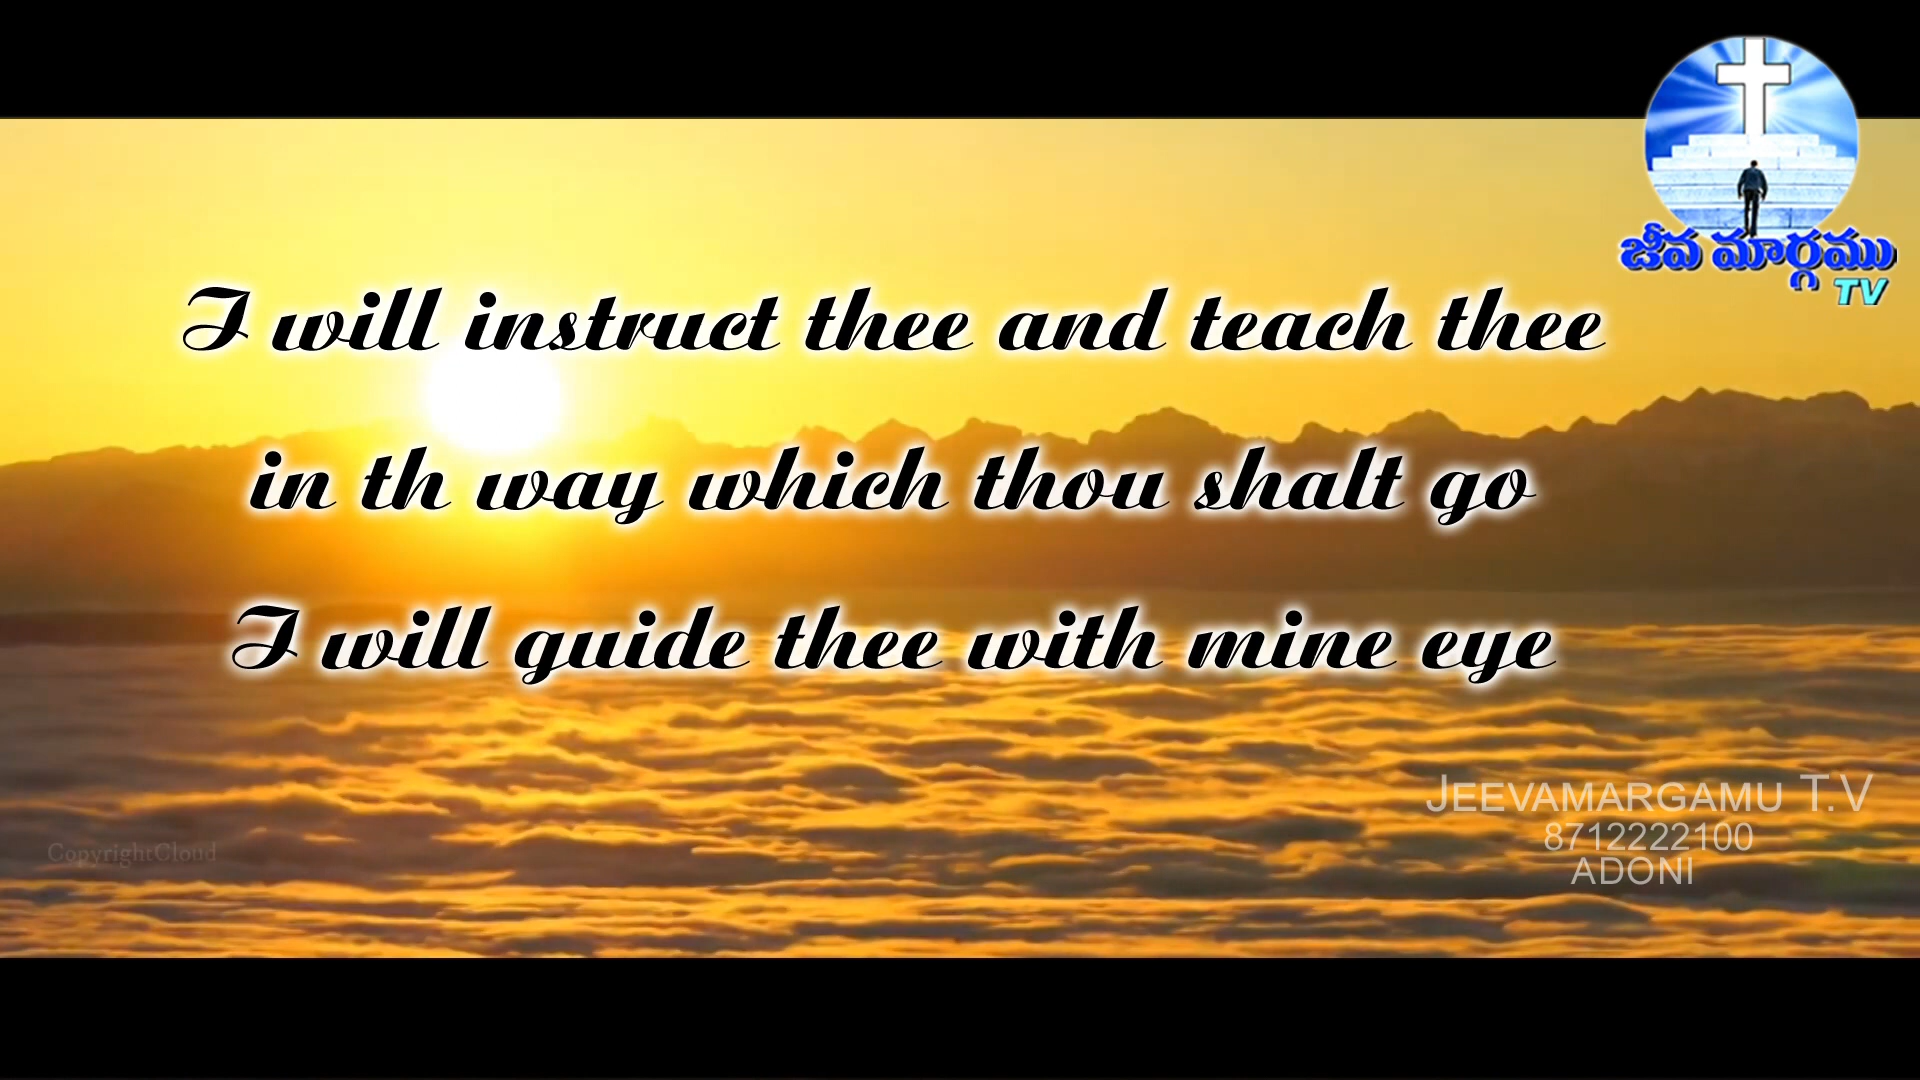 జీవ మార్గము
TV
I will instruct thee and teach thee
in th way which thou shalt go
I will guide thee with mine eye
JEEVAMARGAMU T.V
8712222100
ADONI
CopyrightCloud